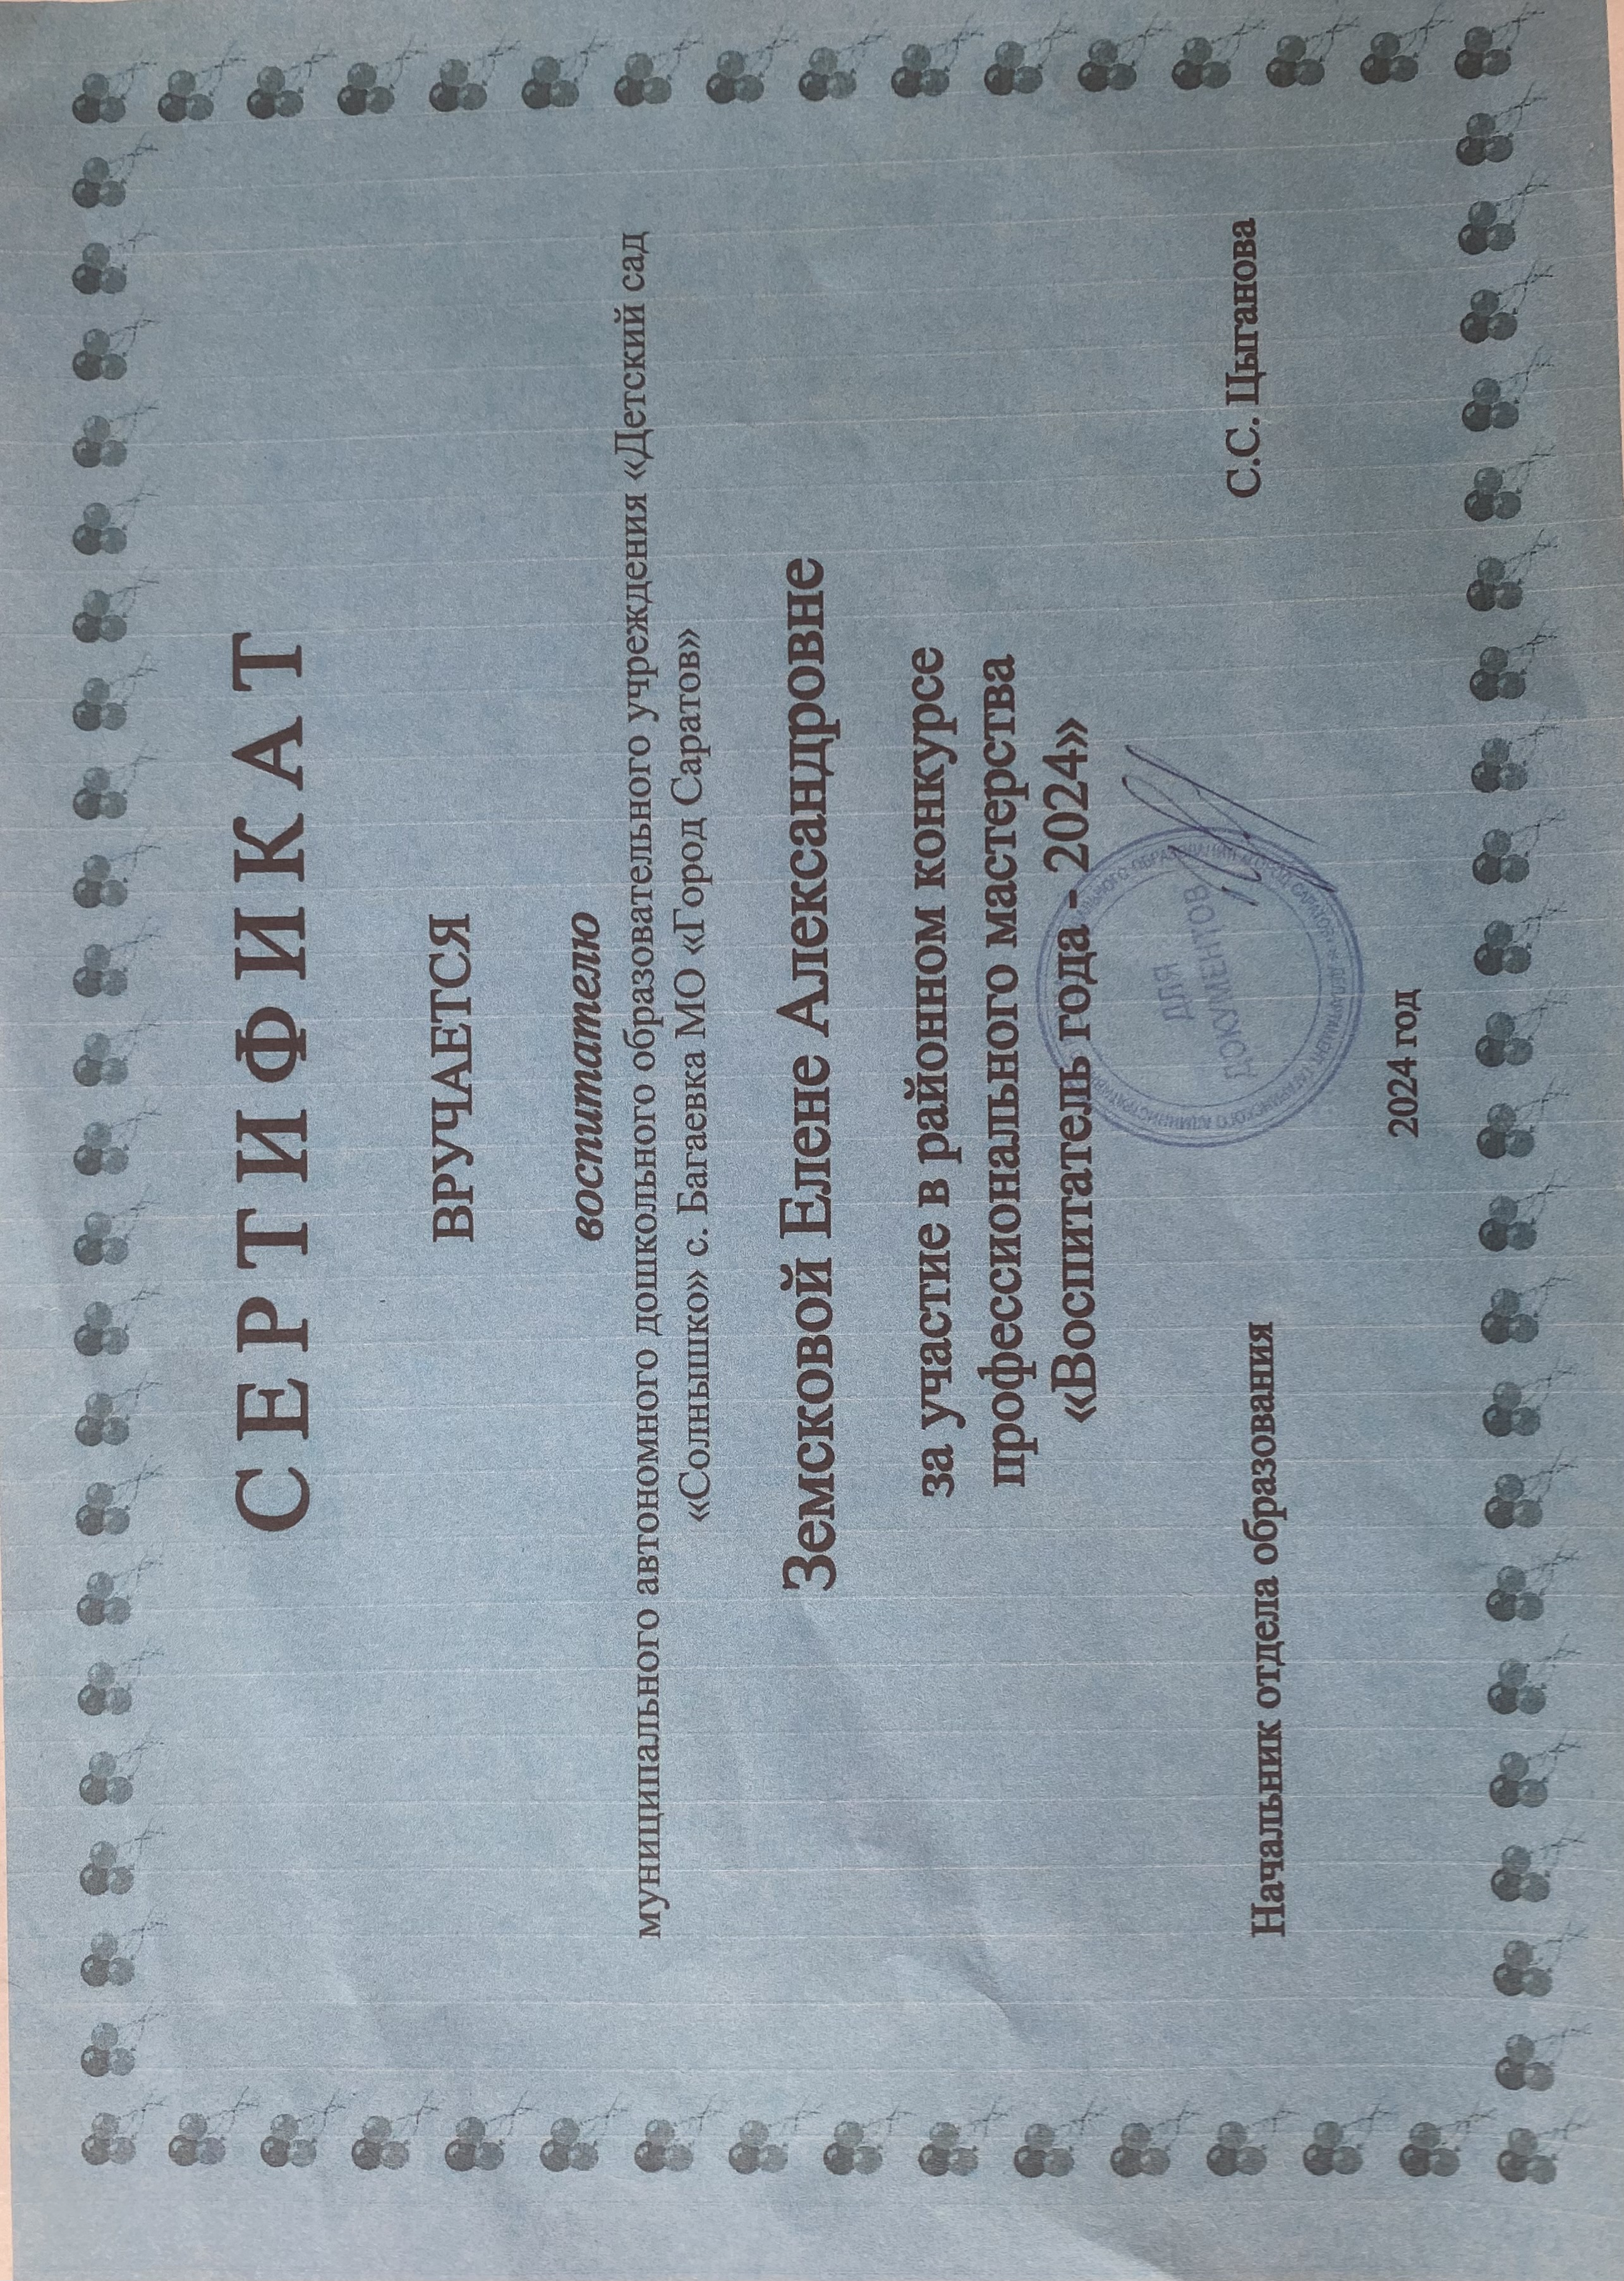 СЕРТИФИКАТ
ВРУЧАЕТСЯ
воспитателю
муниципального автономного дошкольного образовательного учреждения «Детский сад
«Солнышко» с. Багаевка МО «Город Саратов»
Земсковой Елене Александровне
за участие в районном конкурсе
профессионального мастерства
«Воспитатель года - 2024»
ДЛЯ
ДОКУМЕНТОВ
Начальник отдела образования С.С. Цыганова
2024 год